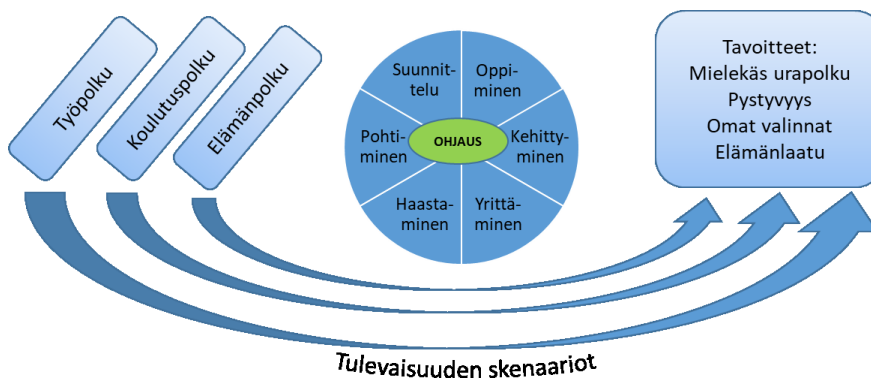 Työpolku
Koulutuspolku
Elämänpolku
Suunnit-
telu
Oppi-
minen
Pohti-
minen
OHJAUS
Kehitty-
minen
Haasta-
minen
Yrittä-
minen
Tavoitteet:
Mielekäs urapolku
Pystyvyys
Omat valinnat
Elämänlaatu
Tulevaisuuden skenaariot